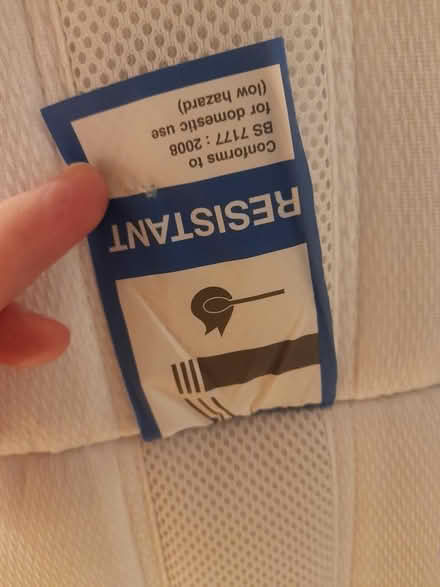 RESISTANT
Conforms to
BS 7177 : 2008
for domestic use
(low hazard)